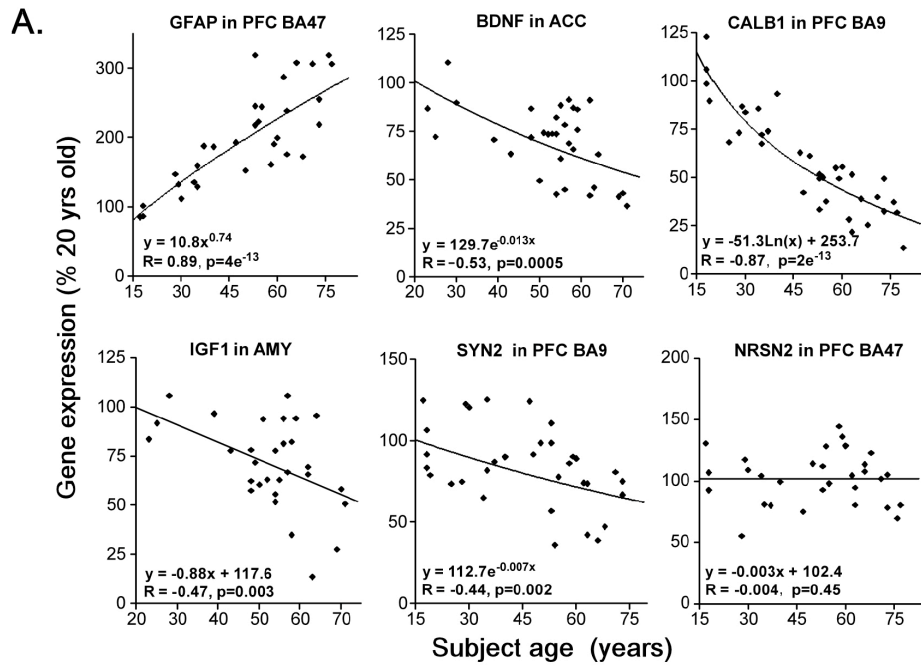 A.
GFAP in PFC BA47
BDNF in ACC
CALB1 in PFC BA9
Gene expression (% 20 yrs old)
300
200
100
0
15 30 45 60 75
y = 10.8x^0.74
R= 0.89, p=4e^-13
125
100
75
50
25
0
20 30 40 50 60 70
y = 129.7e^-0.013x
R = -0.53, p=0.0005
125
100
75
50
25
0
15 30 45 60 75
y = -51.3Ln(x) + 253.7
R = -0.87, p=2e^-13
IGF1 in AMY
SYN2 in PFC BA9
NRSN2 in PFC BA47
125
100
75
50
25
0
20 30 40 50 60 70
y = -0.88x + 117.6
R = -0.47, p=0.003
150
100
50
0
15 30 45 60 75
y = 112.7e^-0.007x
R = -0.44, p=0.002
200
150
100
50
0
15 30 45 60 75
y = -0.003x + 102.4
R = -0.004, p=0.45
Subject age (years)